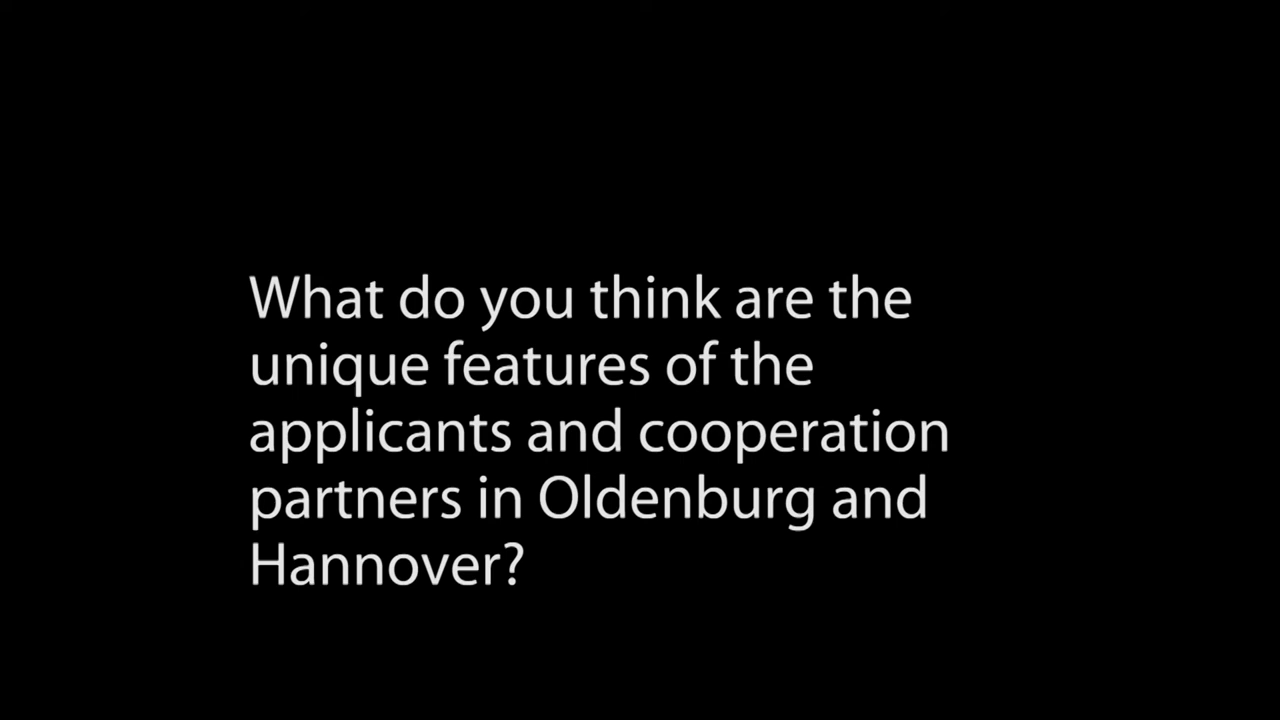 What do you think are the
unique features of the
applicants and cooperation
partners in Oldenburg and
Hannover?